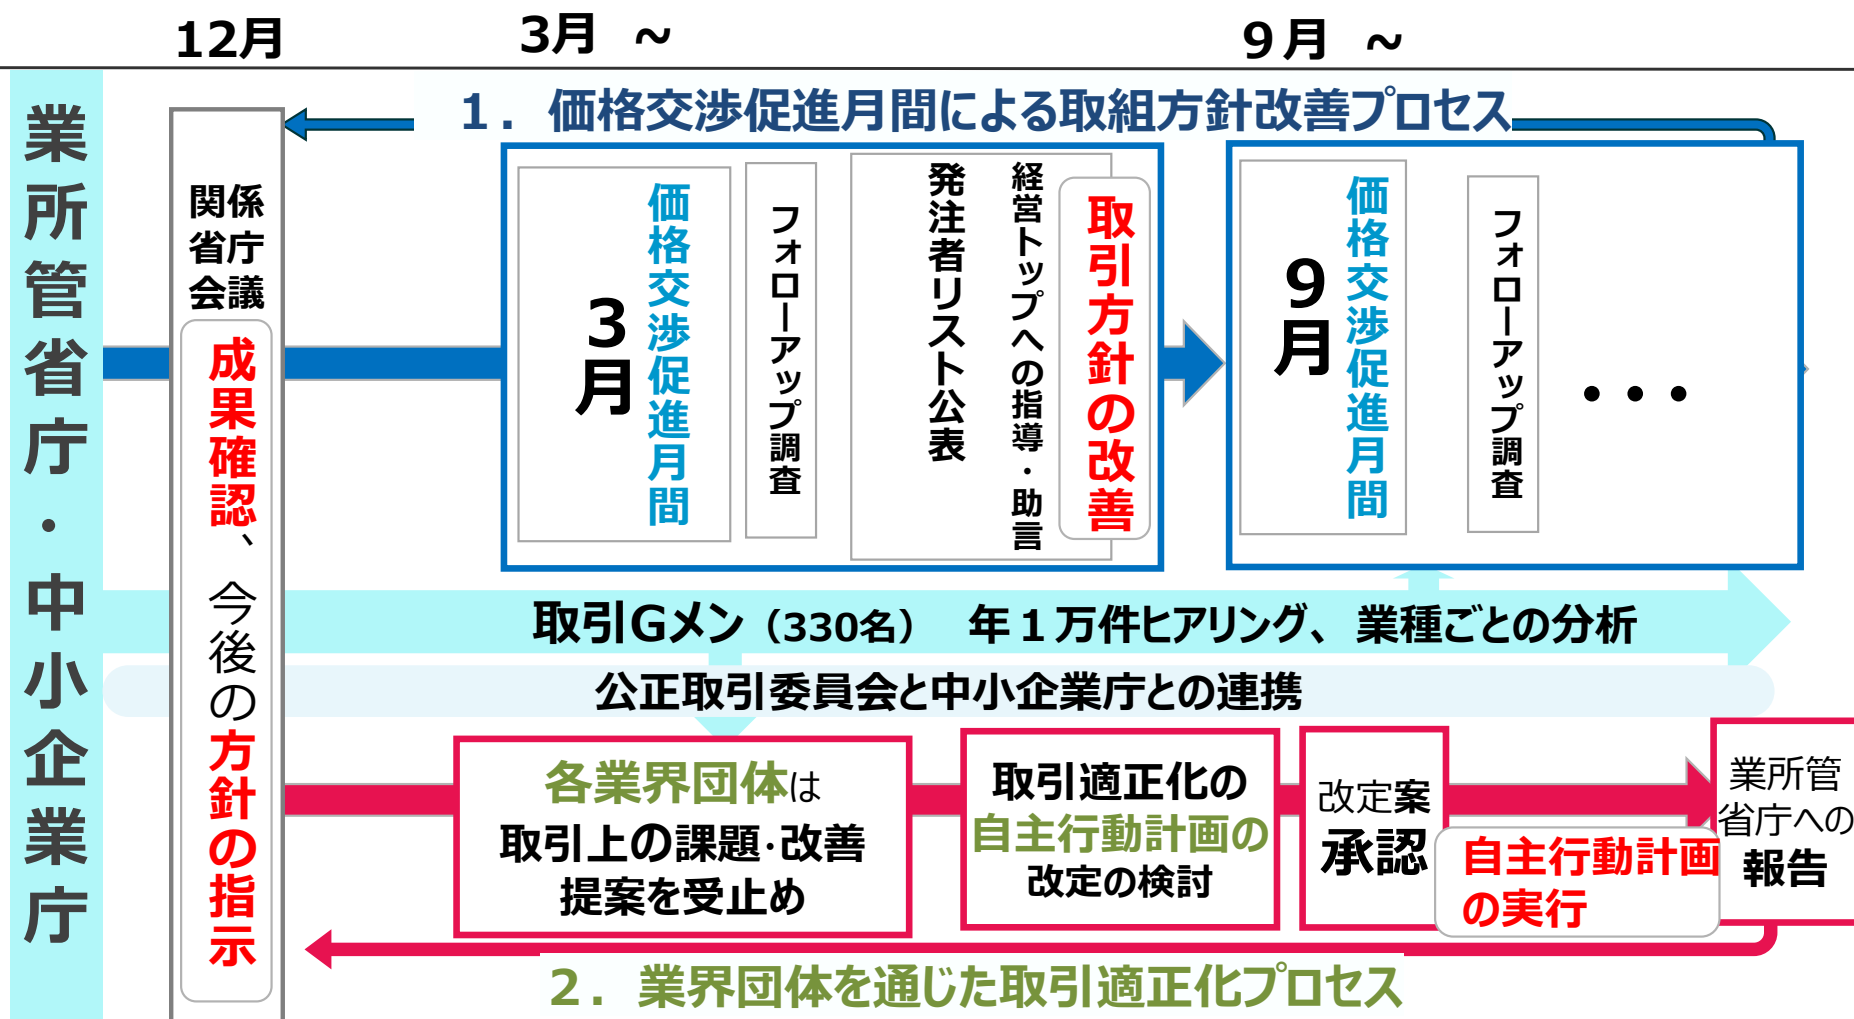 12月
3月 ~
９月 ~
業所管省庁・中小企業庁
1．価格交渉促進月間による取組方針改善プロセス
関係
省庁
会議
成果確認、今後の方針の指示
3月
価格交渉促進月間
フォローアップ調査
発注者リスト公表
経営トップへの指導・助言
取引方針の改善
9月
価格交渉促進月間
フォローアップ調査
・・・
取引Gメン（330名） 年１万件ヒアリング、業種ごとの分析
公正取引委員会と中小企業庁との連携
各業界団体は
取引上の課題・改善
提案を受止め
取引適正化の
自主行動計画の
改定の検討
改定案
承認
自主行動計画
の実行
業所管
省庁への
報告
2．業界団体を通じた取引適正化プロセス